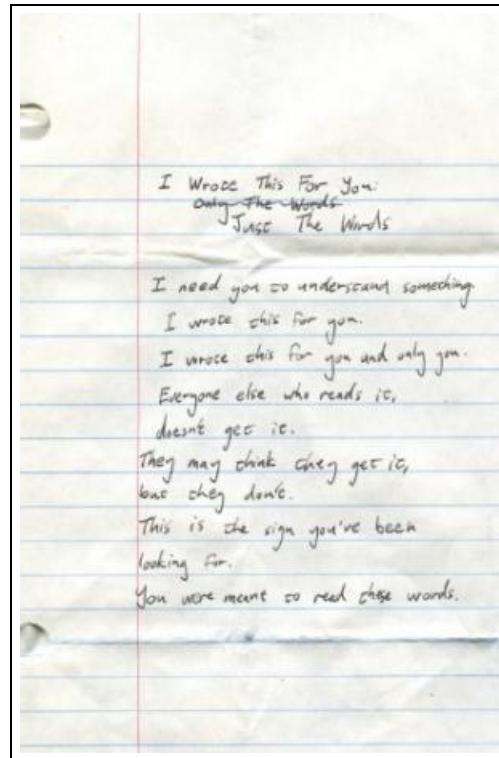 I Wrote This For You:
Only The Words
Just The Words
I need you to understand something.
I wrote this for you.
I wrote this for you and only you.
Everyone else who reads it,
doesn't get it.
They may think they get it,
but they don't.
This is the sign you've been
looking for.
You were meant to read these words.